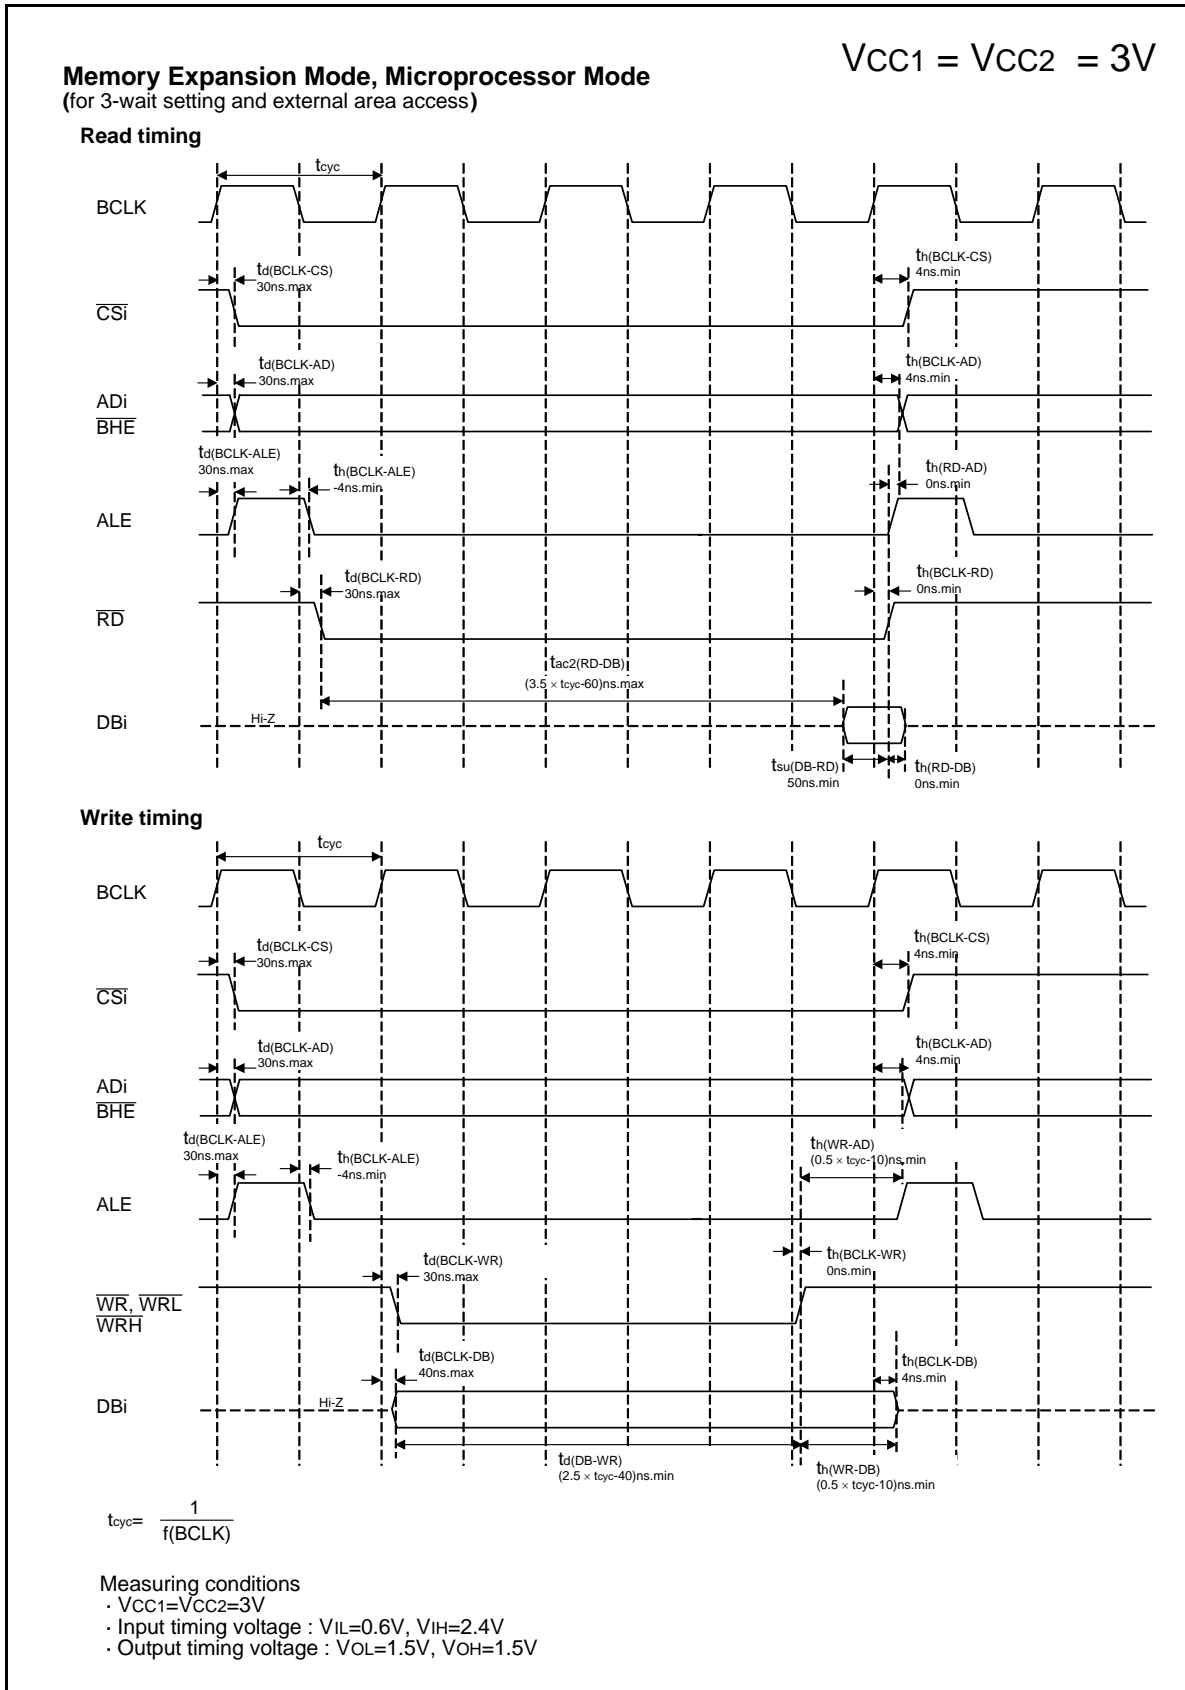 VCC1 = VCC2 = 3V
Memory Expansion Mode, Microprocessor Mode
(for 3-wait setting and external area access)
Read timing
tcyc
BCLK
td(BCLK-CS)
30ns.max
th(BCLK-CS)
4ns.min
CSi
td(BCLK-AD)
30ns.max
th(BCLK-AD)
4ns.min
ADi
BHE
td(BCLK-ALE)
30ns.max
th(BCLK-ALE)
-4ns.min
th(RD-AD)
0ns.min
ALE
td(BCLK-RD)
30ns.max
th(BCLK-RD)
0ns.min
RD
tac2(RD-DB)
(3.5 × tcyc-60)ns.max
DBi
Hi-Z
tsu(DB-RD)
50ns.min
th(RD-DB)
0ns.min
Write timing
tcyc
BCLK
td(BCLK-CS)
30ns.max
th(BCLK-CS)
4ns.min
CSi
td(BCLK-AD)
30ns.max
th(BCLK-AD)
4ns.min
ADi
BHE
td(BCLK-ALE)
30ns.max
th(BCLK-ALE)
-4ns.min
th(WR-AD)
(0.5 × tcyc-10)ns.min
ALE
td(BCLK-WR)
30ns.max
th(BCLK-WR)
0ns.min
WR, WRL
WRH
td(BCLK-DB)
40ns.max
th(BCLK-DB)
4ns.min
DBi
Hi-Z
td(DB-WR)
(2.5 × tcyc-40)ns.min
th(WR-DB)
(0.5 × tcyc-10)ns.min
tcyc= 1
f(BCLK)
Measuring conditions
· VCC1=VCC2=3V
· Input timing voltage : VIL=0.6V, VIH=2.4V
· Output timing voltage : VOL=1.5V, VOH=1.5V